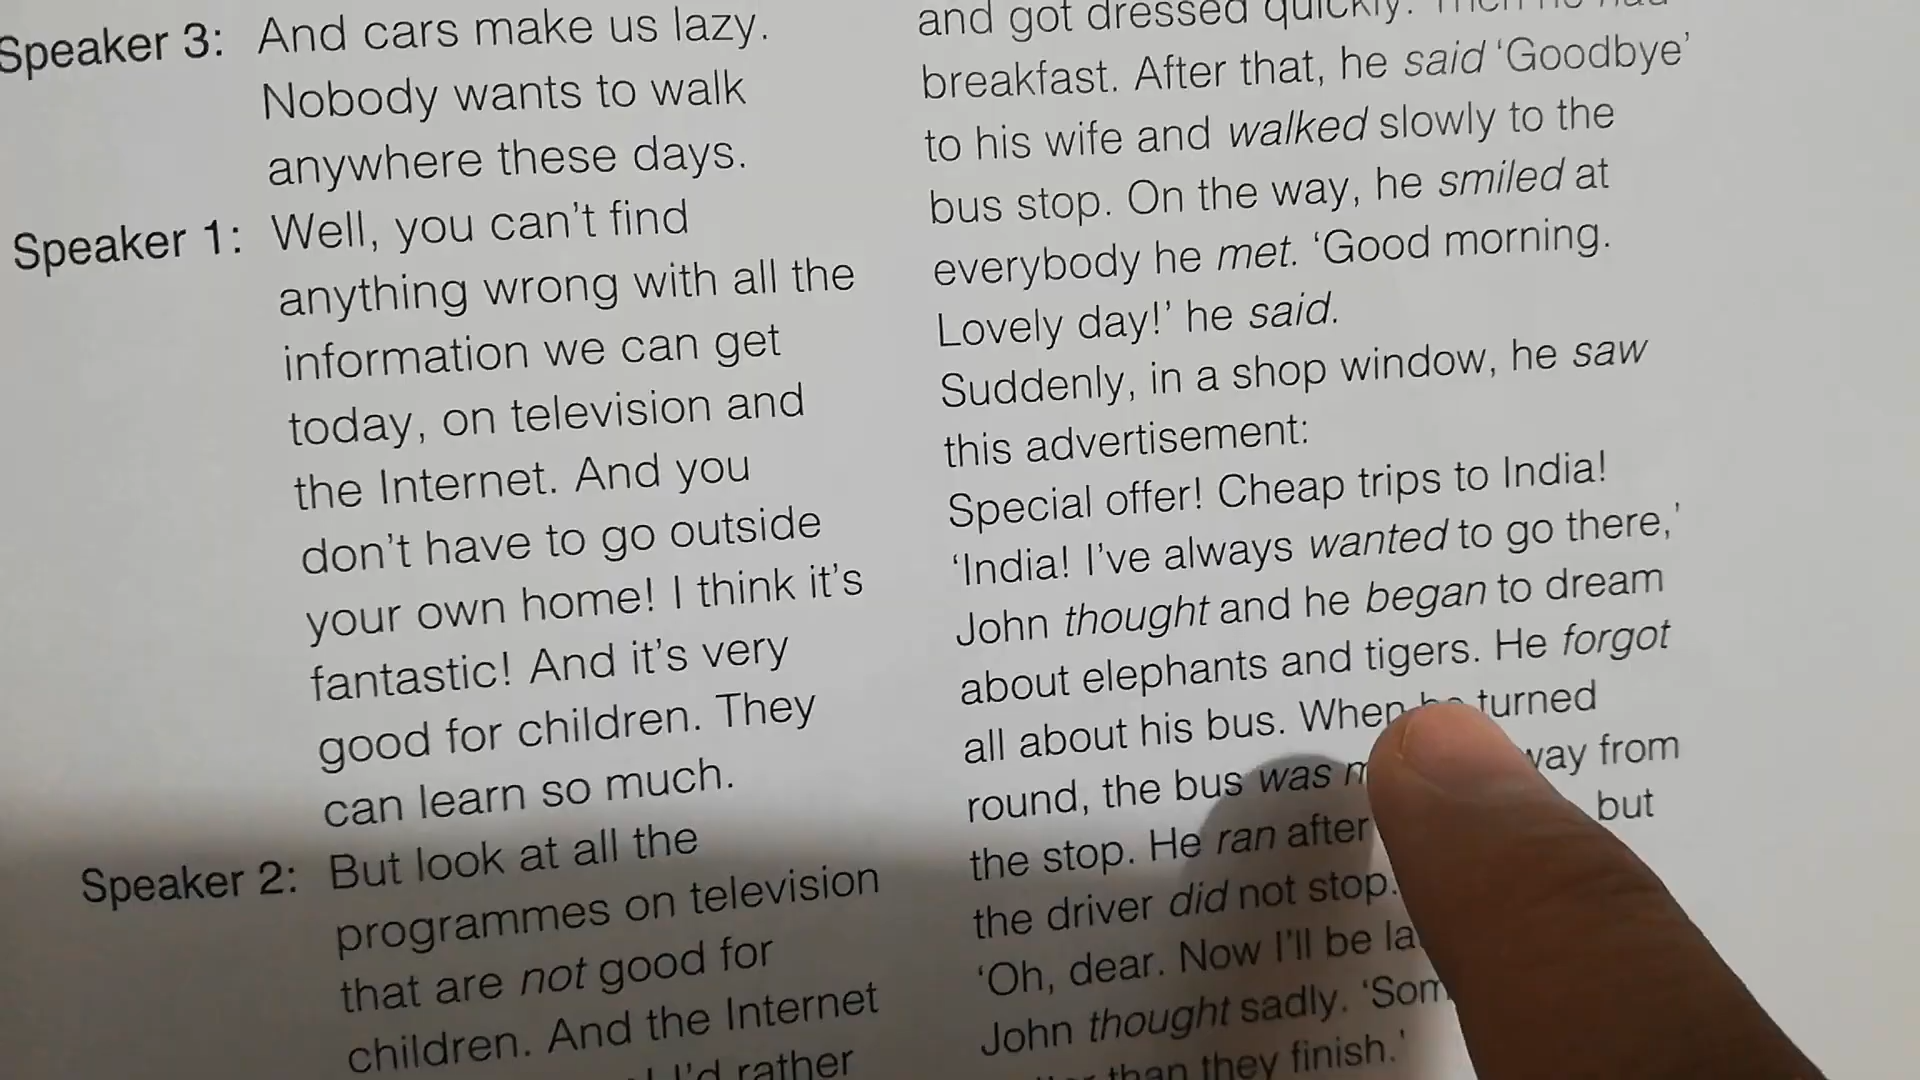 Speaker 3: And cars make us lazy.
Nobody wants to walk
anywhere these days.
Speaker 1: Well, you can't find
anything wrong with all the
information we can get
today, on television and
the Internet. And you
don't have to go outside
your own home! I think it's
fantastic! And it's very
good for children. They
can learn so much.
Speaker 2: But look at all the
programmes on television
that are not good for
children. And the Internet
I'd rather
and got dressed quickly. Then he had
breakfast. After that, he said ‘Goodbye’
to his wife and walked slowly to the
bus stop. On the way, he smiled at
everybody he met. ‘Good morning.
Lovely day!’ he said.
Suddenly, in a shop window, he saw
this advertisement:
Special offer! Cheap trips to India!
‘India! I've always wanted to go there,’
John thought and he began to dream
about elephants and tigers. He forgot
all about his bus. When he turned
round, the bus was from
the stop. He ran after but
the driver did not stop.
‘Oh, dear. Now I'll be
John thought sadly.
than they finish.’